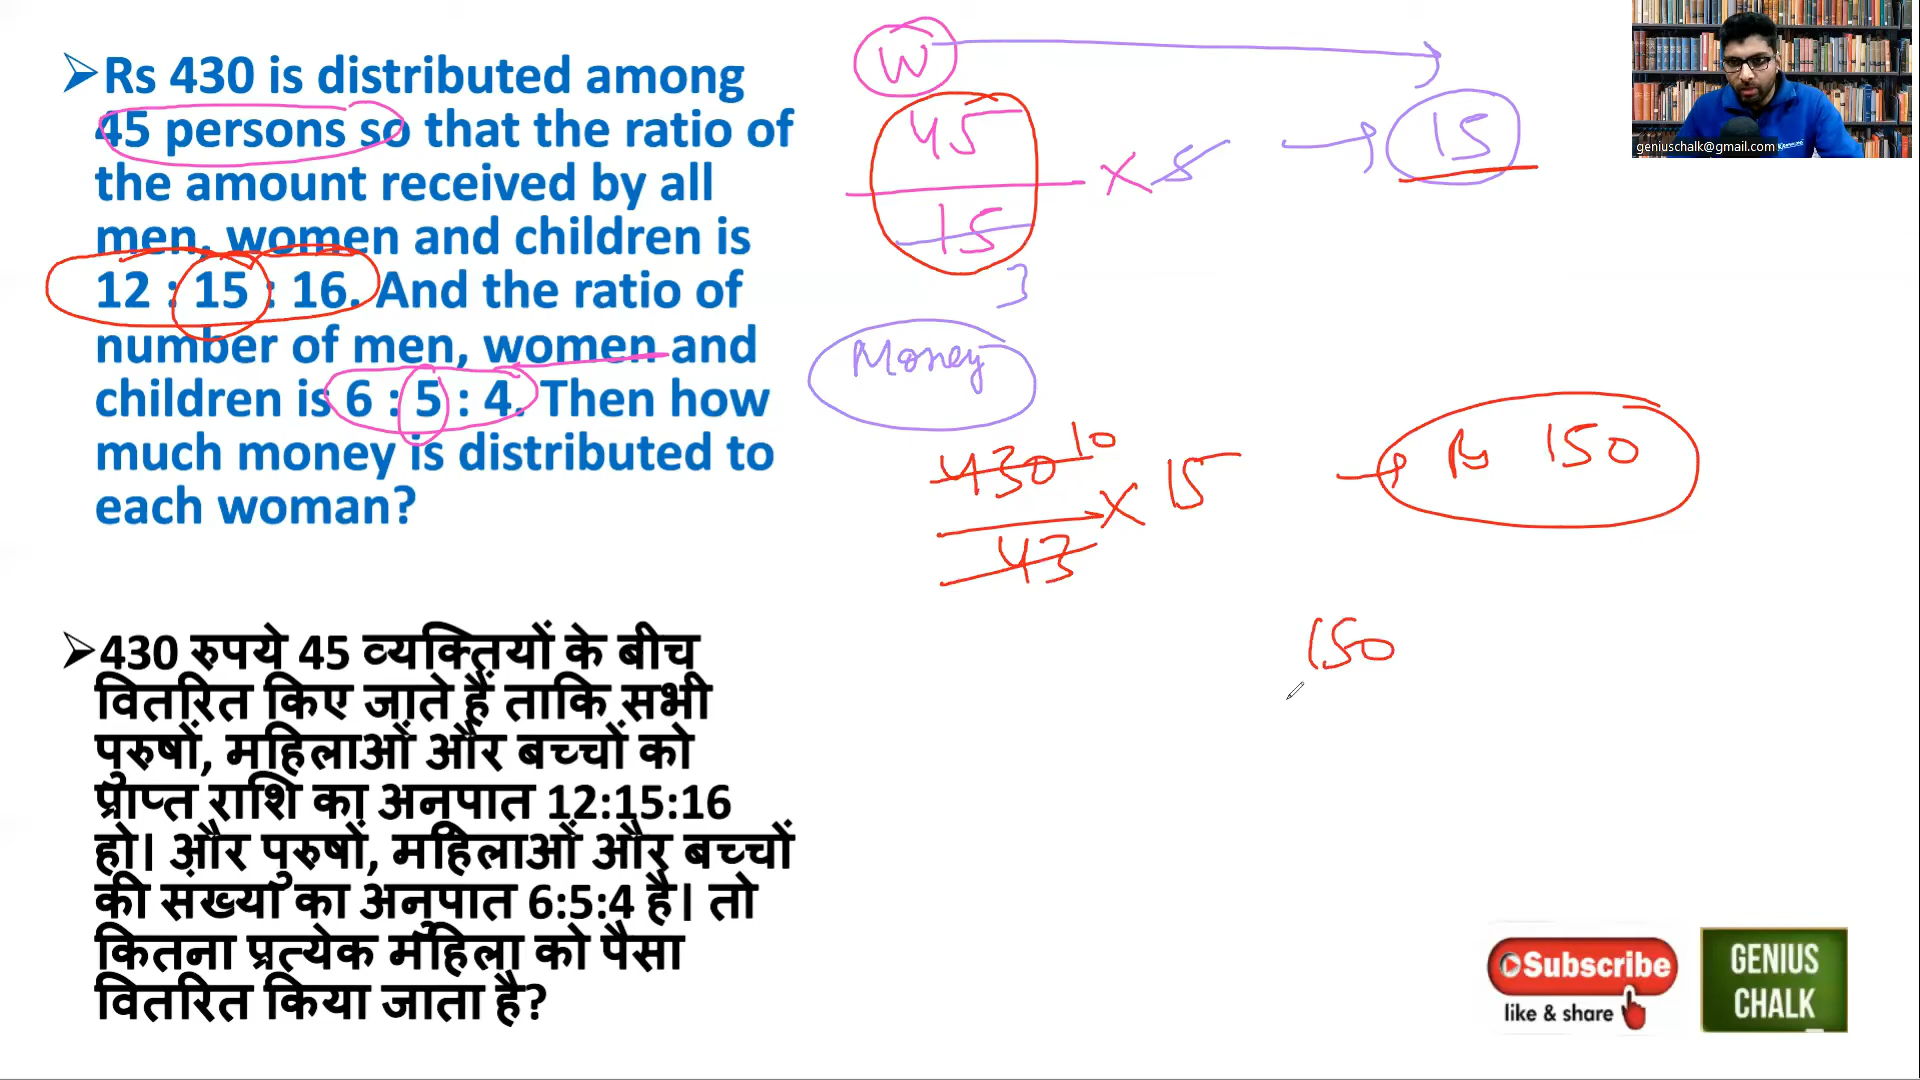 ➢Rs 430 is distributed among
45 persons so that the ratio of
the amount received by all
men, women and children is
12 : 15 : 16. And the ratio of
number of men, women and
children is 6 : 5 : 4. Then how
much money is distributed to
each woman?
➢430 रुपये 45 व्यक्तियों के बीच
वितरित किए जाते हैं ताकि सभी
पुरुषों, महिलाओं और बच्चों को
प्राप्त राशि का अनुपात 12:15:16
हो। और पुरुषों, महिलाओं और बच्चों
की संख्या का अनुपात 6:5:4 है। तो
कितना प्रत्येक महिला को पैसा
वितरित किया जाता है?
W
45
15
× 5
15
3
Money
430 10
× 15
43
Rs 150
150
geniuschalk@gmail.com
Subscribe
like & share
GENIUS
CHALK